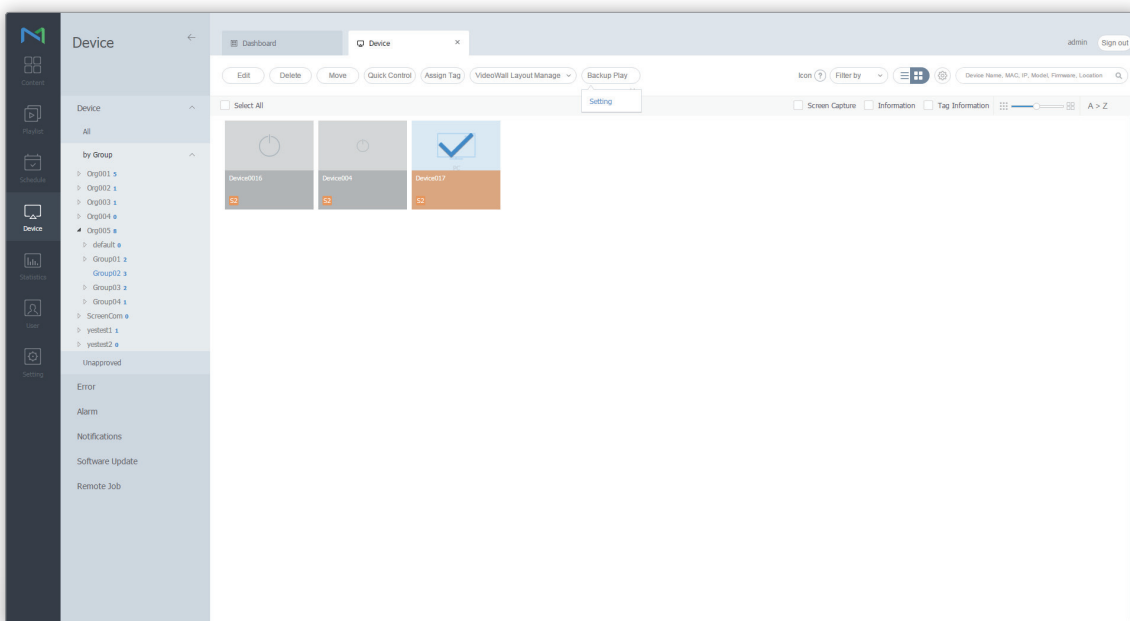 Device
Dashboard
Device
admin
Sign out
Edit
Delete
Move
Quick Control
Assign Tag
VideoWall Layout Manage
Backup Play
Icon ?
Filter by
Device Name, MAC, IP, Model, Firmware, Location
Setting
Select All
Screen Capture
Information
Tag Information
A > Z
Content
Playlist
Schedule
Device
Statistics
User
Setting
Device
All
by Group
Org001 5
Org002 1
Org003 1
Org004 0
Org005 8
default 0
Group01 2
Group02 3
Group03 2
Group04 1
ScreenCom 0
yestest1 1
yestest2 0
Unapproved
Error
Alarm
Notifications
Software Update
Remote Job
Device0016
S2
Device004
S2
Device017
S2